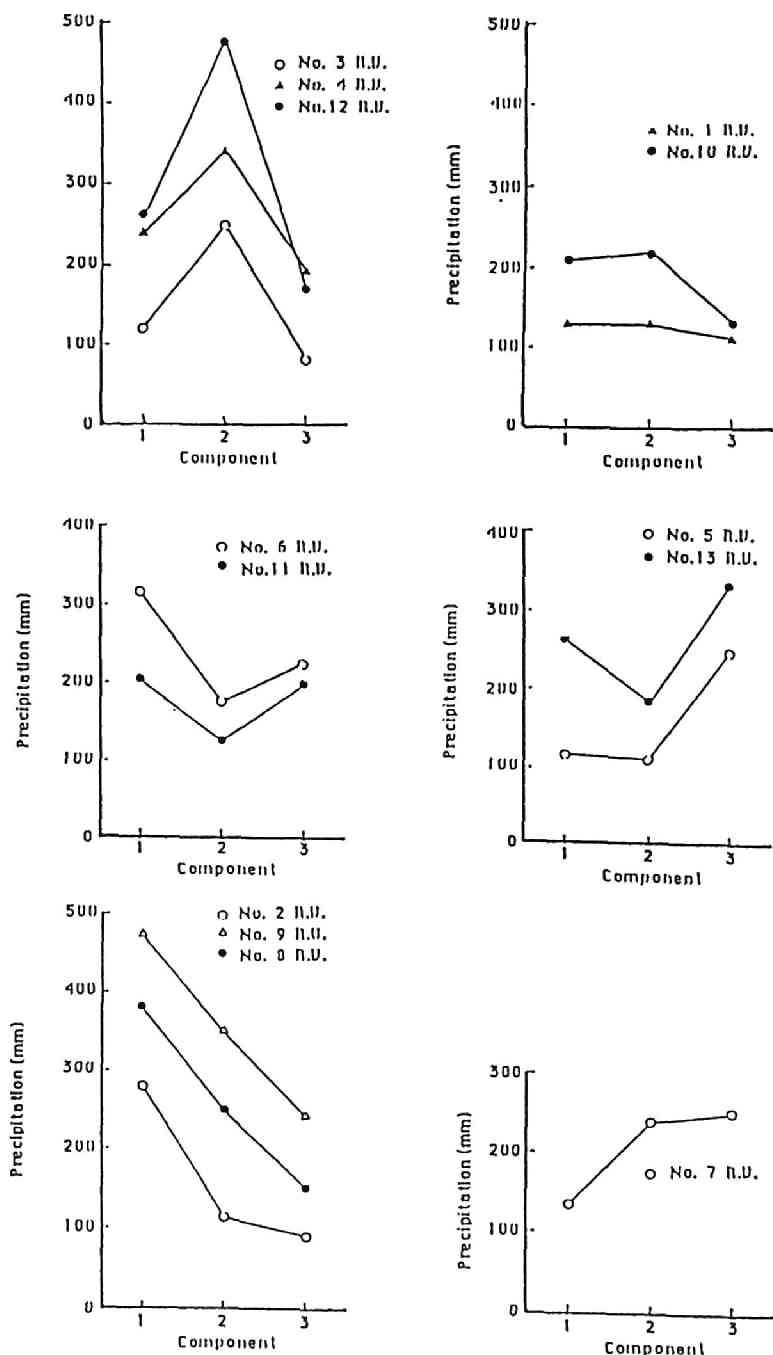 500
400
300
200
100
0
1 2 3
Component
No. 3 R.V.
No. 4 R.V.
No.12 R.V.
500
400
300
200
100
0
1 2 3
Component
Precipitation (mm)
No. 1 R.V.
No.10 R.V.
400
300
200
100
0
1 2 3
Component
Precipitation (mm)
No. 6 R.V.
No.11 R.V.
400
300
200
100
0
1 2 3
Component
Precipitation (mm)
No. 5 R.V.
No.13 R.V.
500
400
300
200
100
0
1 2 3
Component
Precipitation (mm)
No. 2 R.V.
No. 9 R.V.
No. 8 R.V.
300
200
100
0
1 2 3
Component
Precipitation (mm)
No. 7 R.V.